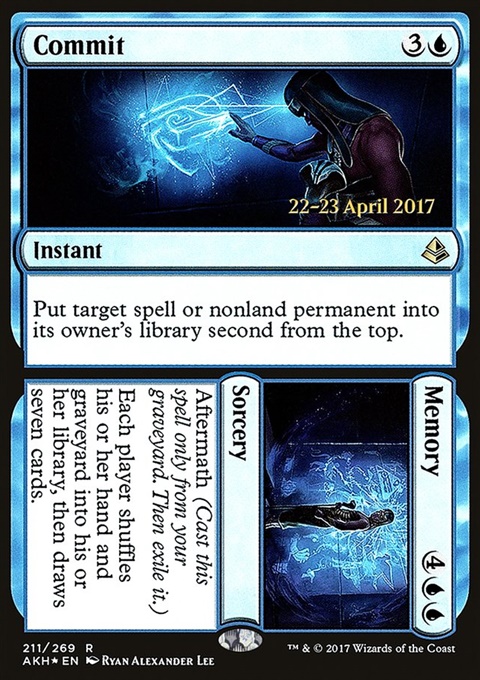 Commit 3
22-23 April 2017
Instant
Put target spell or nonland permanent into
its owner's library second from the top.
Memory 4
Sorcery
Aftermath (Cast this
spell only from your
graveyard. Then exile it.)
Each player shuffles
his or her hand and
graveyard into his or
her library, then draws
seven cards.
211/269 R
AKH★EN Ryan Alexander Lee
™ & © 2017 Wizards of the Coast